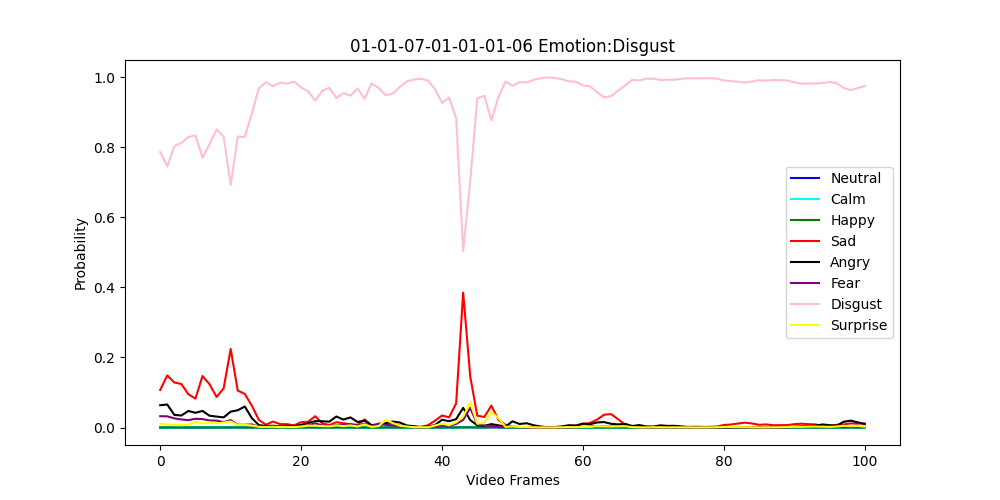 01-01-07-01-01-01-06 Emotion:Disgust
Probability
1.0
0.8
0.6
0.4
0.2
0.0
0
20
40
60
80
100
Video Frames
Neutral
Calm
Happy
Sad
Angry
Fear
Disgust
Surprise